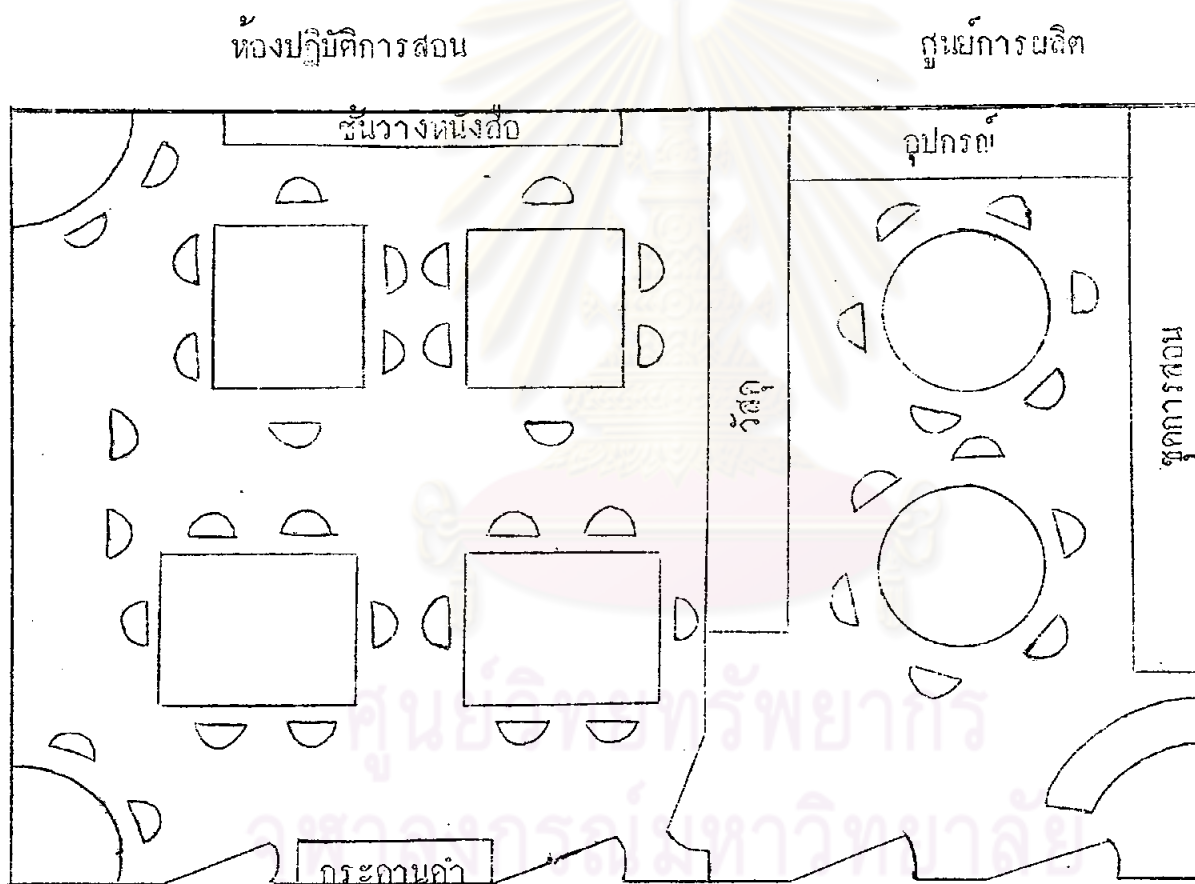 ห้องปฏิบัติการสอน
ศูนย์การผลิต
ชั้นวางหนังสือ
อุปกรณ์
วัสดุ
ชุดการสอน
ศูนย์วิทยทรัพยากร
จุฬาลงกรณ์มหาวิทยาลัย
กระดานดำ